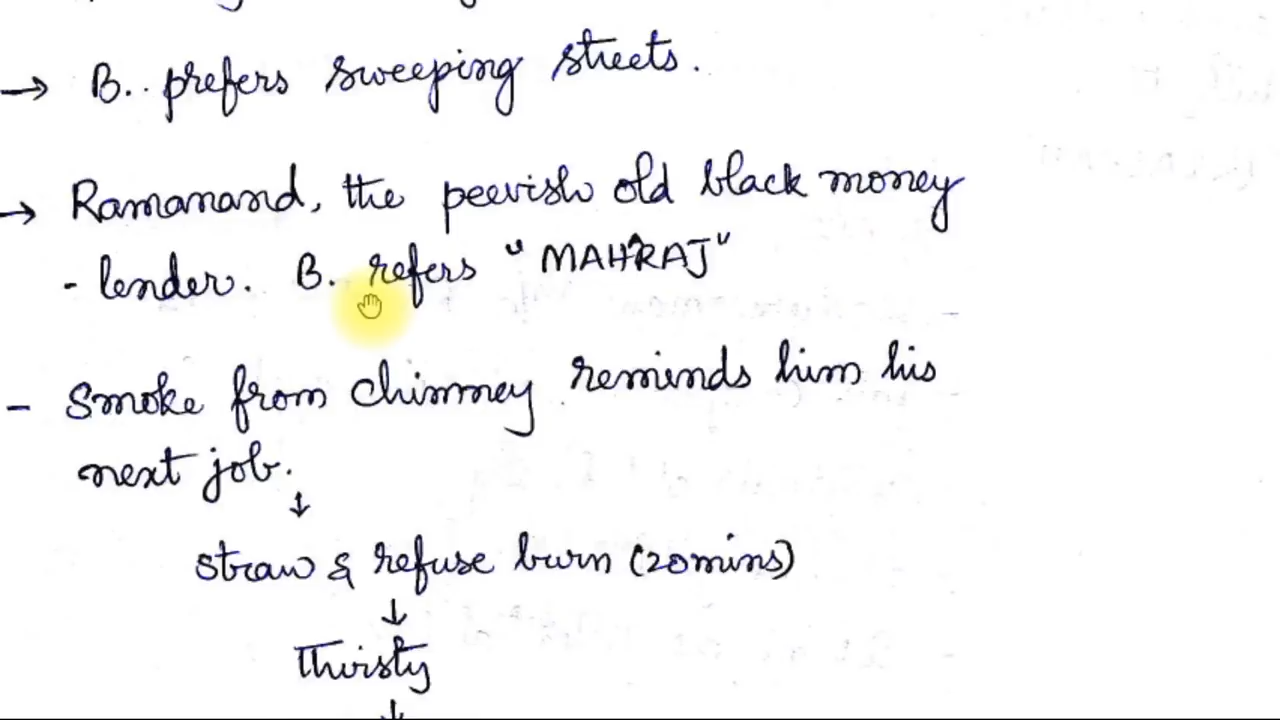 → B.. prefers sweeping streets.
→ Ramanand, the peevish old black money
- lender. B. refers "MAHRAJ"
- Smoke from chimney reminds him his
next job.
↓
straw & refuse burn (20mins)
↓
Thirsty
↓